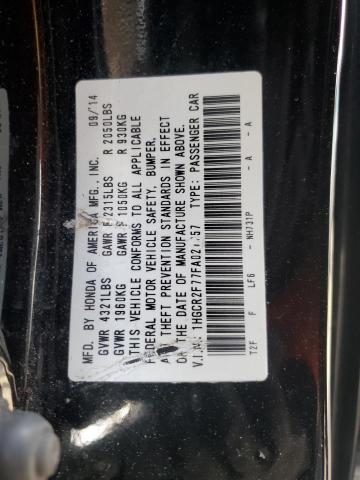 MFD. BY HONDA OF AMERICA MFG., INC. 09/14
GVWR 4321LBS GAWR F 2315LBS R 2050LBS
GVWR 1960KG GAWR F 1050KG R 930KG
THIS VEHICLE CONFORMS TO ALL APPLICABLE
FEDERAL MOTOR VEHICLE SAFETY, BUMPER,
AND THEFT PREVENTION STANDARDS IN EFFECT
ON THE DATE OF MANUFACTURE SHOWN ABOVE.
V.I.N.: TYPE: PASSENGER CAR
T2F F LF6 - NH731P - A - A